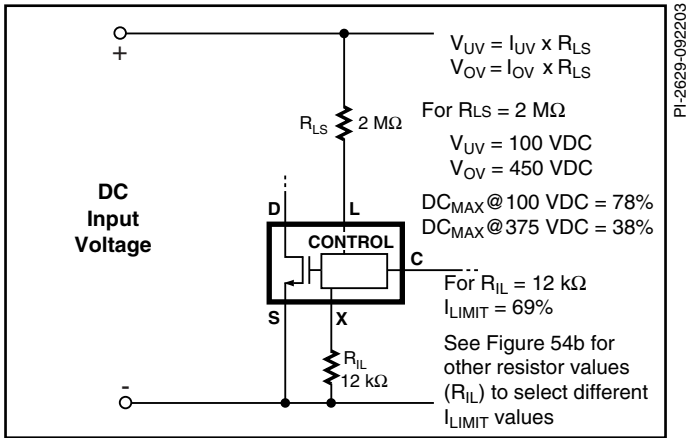 PI-2629-092203
+
V_UV = I_UV x R_LS
V_OV = I_OV x R_LS
R_LS
2 MΩ
For RLS = 2 MΩ
V_UV = 100 VDC
V_OV = 450 VDC
DC_MAX@100 VDC = 78%
DC_MAX@375 VDC = 38%
DC
Input
Voltage
D
L
CONTROL
C
S
X
For R_IL = 12 kΩ
I_LIMIT = 69%
R_IL
12 kΩ
See Figure 54b for
other resistor values
(R_IL) to select different
I_LIMIT values
-